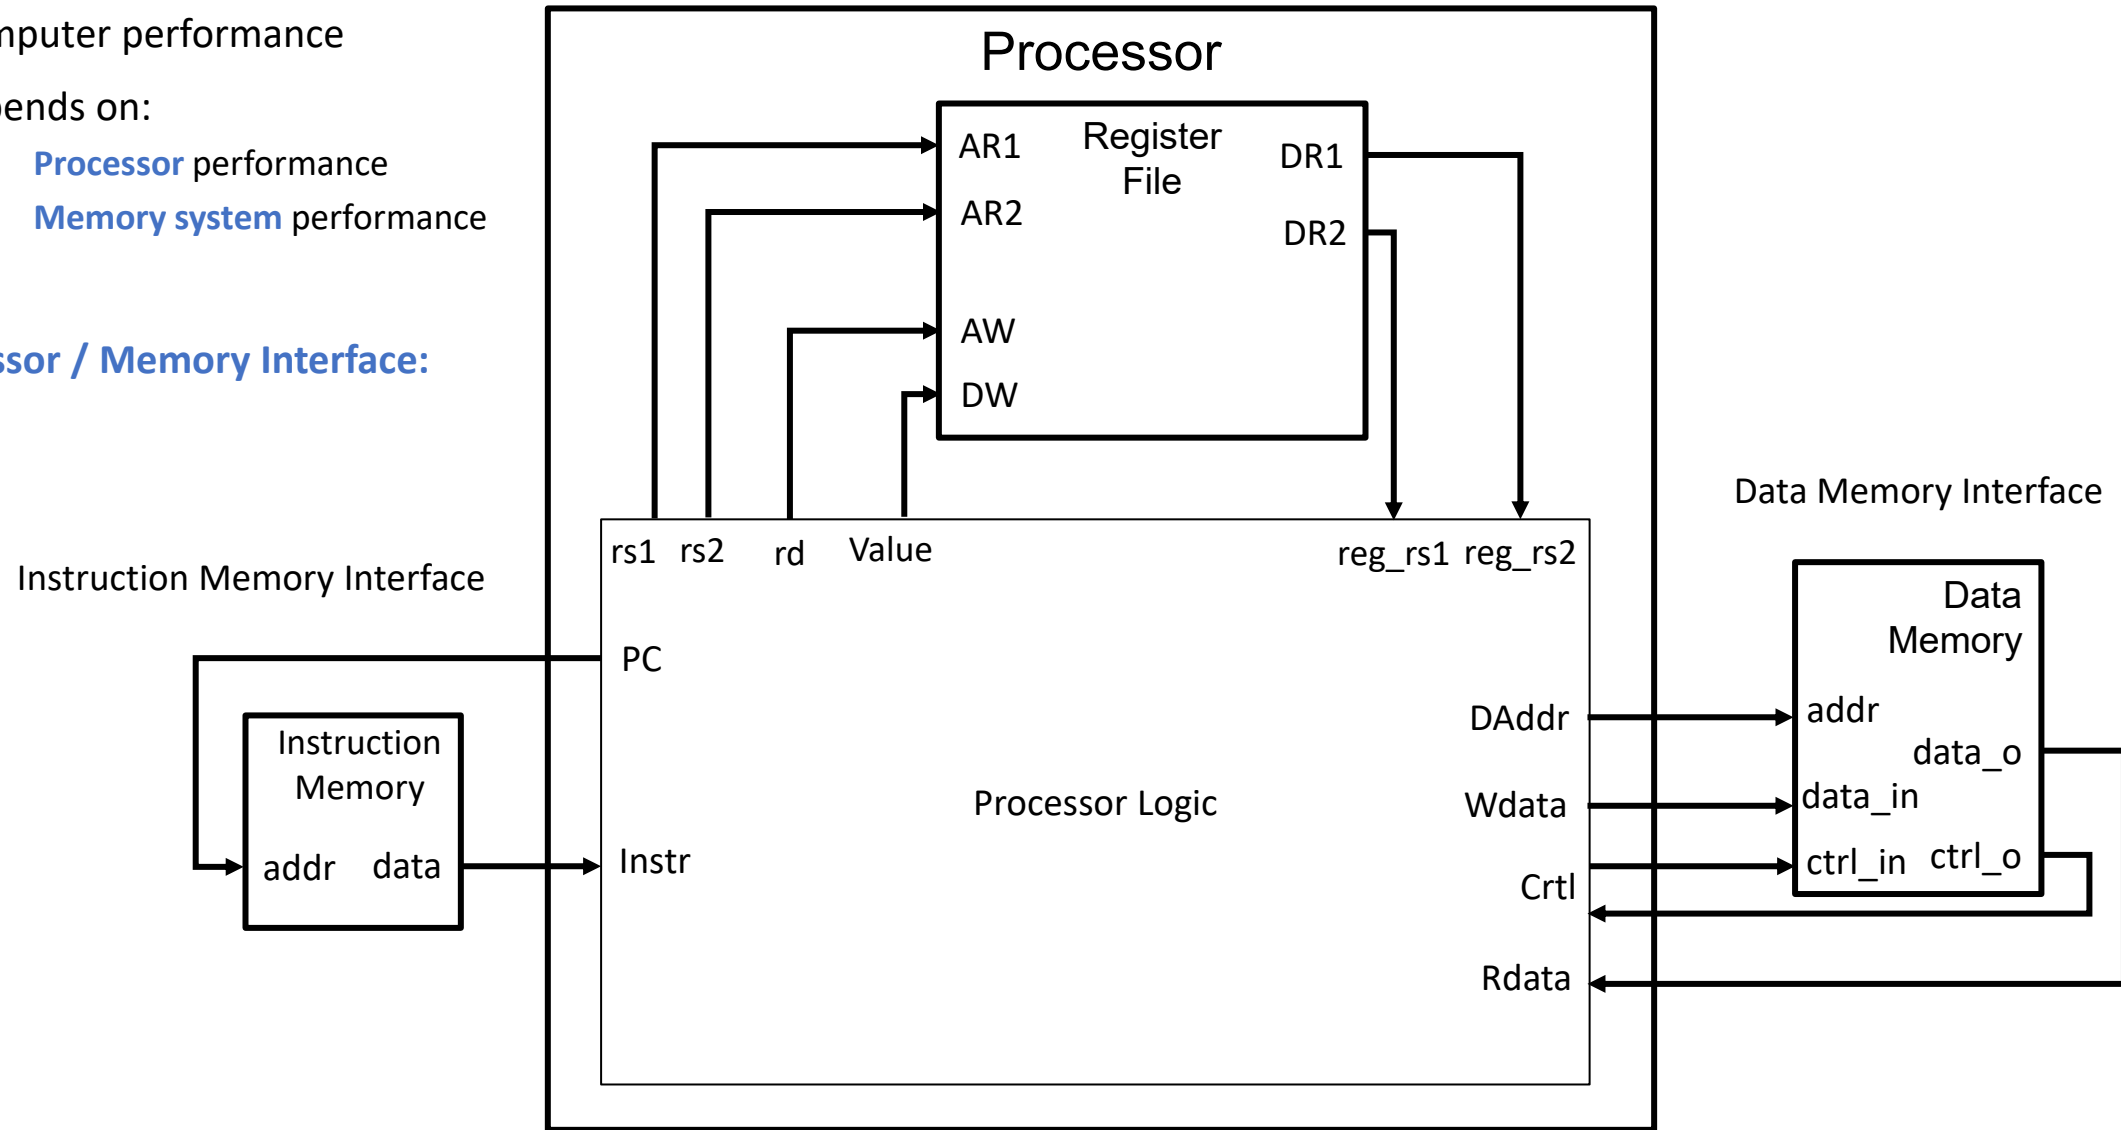 mputer performance
pends on:
Processor performance
Memory system performance
ssor / Memory Interface:
Processor
Register
File
AR1
AR2
AW
DW
DR1
DR2
rs1 rs2 rd Value reg_rs1 reg_rs2
Instruction Memory Interface
PC
Instruction
Memory
addr data
Instr
Processor Logic
DAddr
Wdata
Crtl
Rdata
Data Memory Interface
Data
Memory
addr
data_o
data_in
ctrl_in ctrl_o